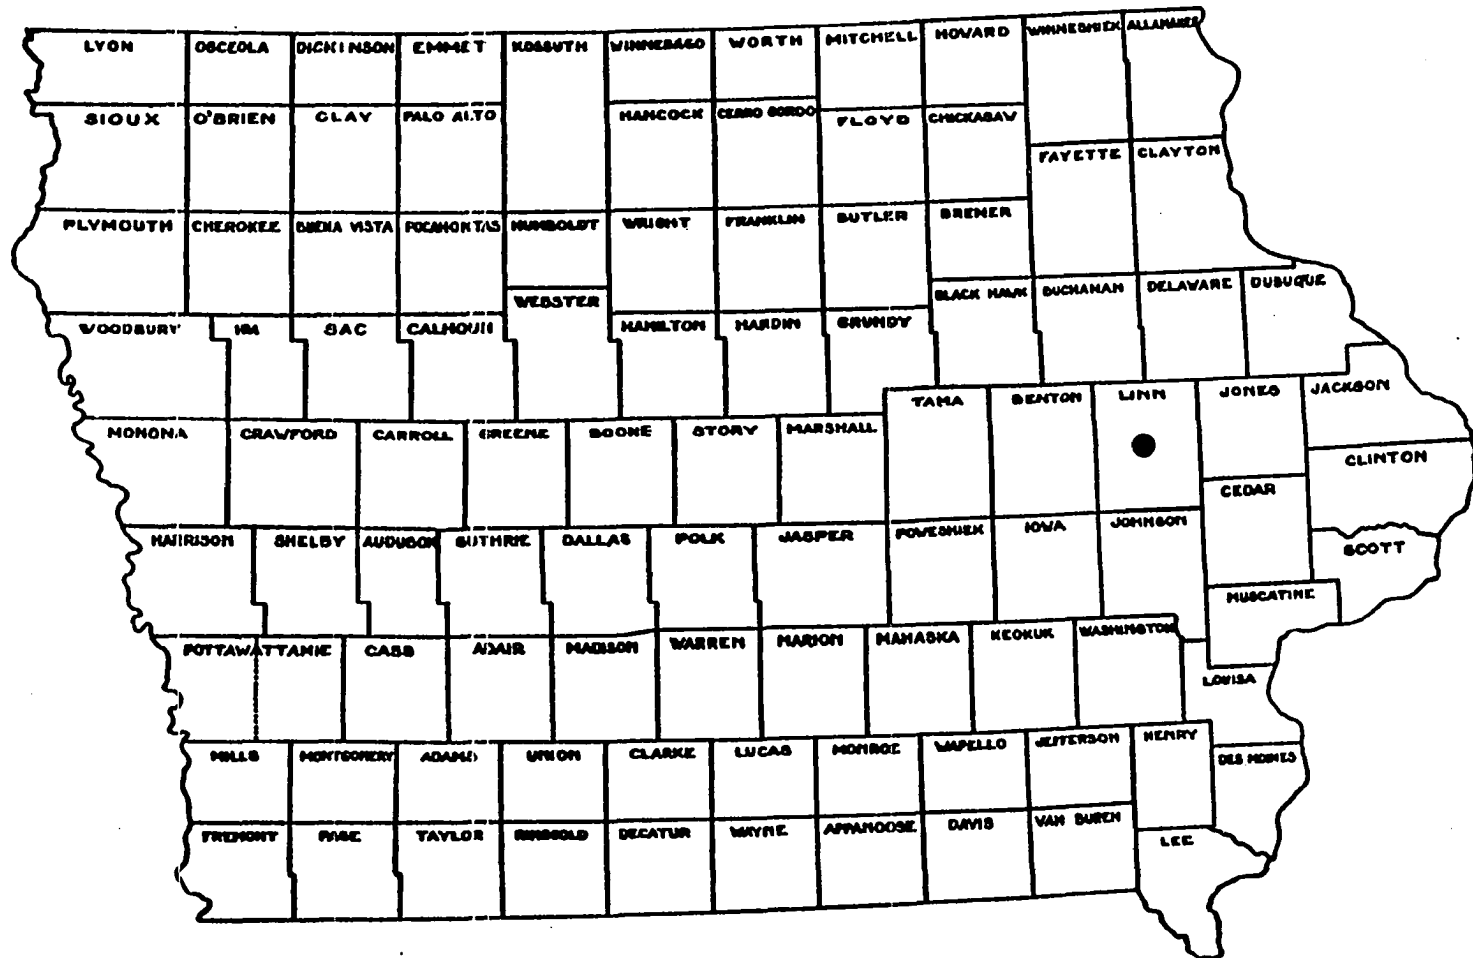 LYON OSCEOLA DICKINSON EMMET KOSSUTH WINNEBAGO WORTH MITCHELL HOWARD WINNESHIEK ALLAMAKEE
SIOUX O'BRIEN CLAY PALO ALTO HANCOCK CERRO GORDO FLOYD CHICKASAW
FAYETTE CLAYTON
PLYMOUTH CHEROKEE BUENA VISTA POCAHONTAS HUMBOLDT WRIGHT FRANKLIN BUTLER BREMER
WEBSTER BLACK HAWK BUCHANAN DELAWARE DUBUQUE
WOODBURY IDA SAC CALHOUN HAMILTON HARDIN GRUNDY
TAMA BENTON LINN JONES JACKSON
MONONA CRAWFORD CARROLL GREENE BOONE STORY MARSHALL CLINTON
CEDAR
HARRISON SHELBY AUDUBON GUTHRIE DALLAS POLK JASPER POWESHIEK IOWA JOHNSON SCOTT
MUSCATINE
POTTAWATTAMIE CASS ADAIR MADISON WARREN MARION MAHASKA KEOKUK WASHINGTON
LOUISA
MILLS MONTGOMERY ADAMS UNION CLARKE LUCAS MONROE WAPELLO JEFFERSON HENRY DES MOINES
FREMONT PAGE TAYLOR RINGGOLD DECATUR WAYNE APPANOOSE DAVIS VAN BUREN LEE